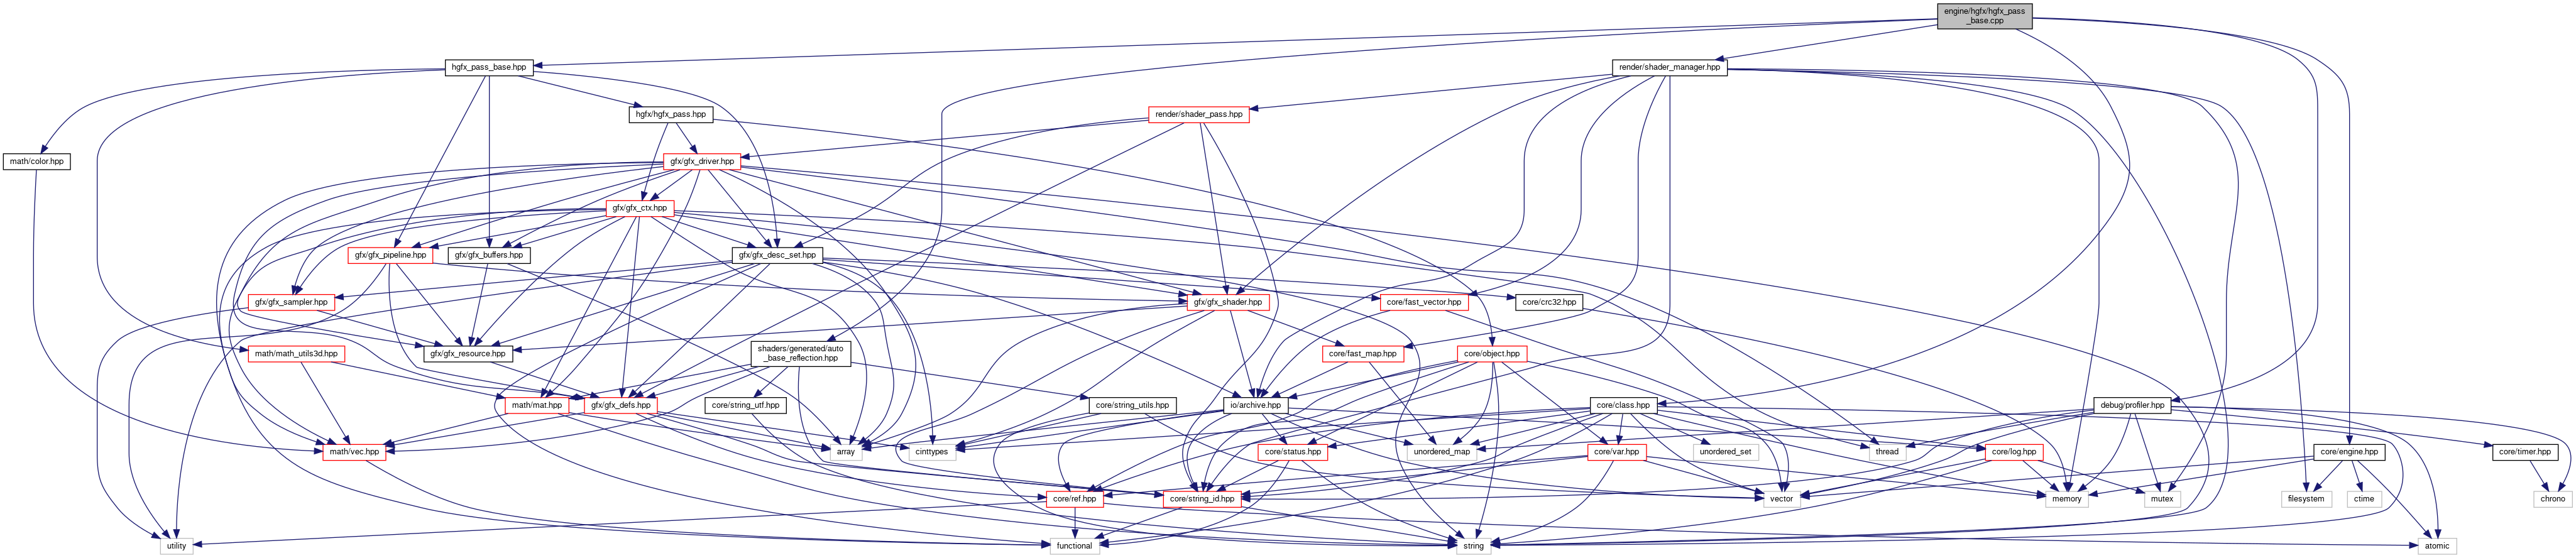 engine/hgfx/hgfx_pass
_base.cpp
hgfx_pass_base.hpp
render/shader_manager.hpp
hgfx/hgfx_pass.hpp
render/shader_pass.hpp
math/color.hpp
gfx/gfx_driver.hpp
gfx/gfx_ctx.hpp
gfx/gfx_pipeline.hpp
gfx/gfx_buffers.hpp
gfx/gfx_desc_set.hpp
gfx/gfx_sampler.hpp
gfx/gfx_shader.hpp
core/fast_vector.hpp
core/crc32.hpp
math/math_utils3d.hpp
gfx/gfx_resource.hpp
shaders/generated/auto
_base_reflection.hpp
core/fast_map.hpp
core/object.hpp
math/mat.hpp
gfx/gfx_defs.hpp
core/string_utf.hpp
core/string_utils.hpp
io/archive.hpp
core/class.hpp
debug/profiler.hpp
math/vec.hpp
array
cinttypes
core/status.hpp
unordered_map
core/var.hpp
unordered_set
thread
core/log.hpp
core/engine.hpp
core/timer.hpp
core/ref.hpp
core/string_id.hpp
vector
memory
mutex
filesystem
ctime
chrono
utility
functional
string
atomic